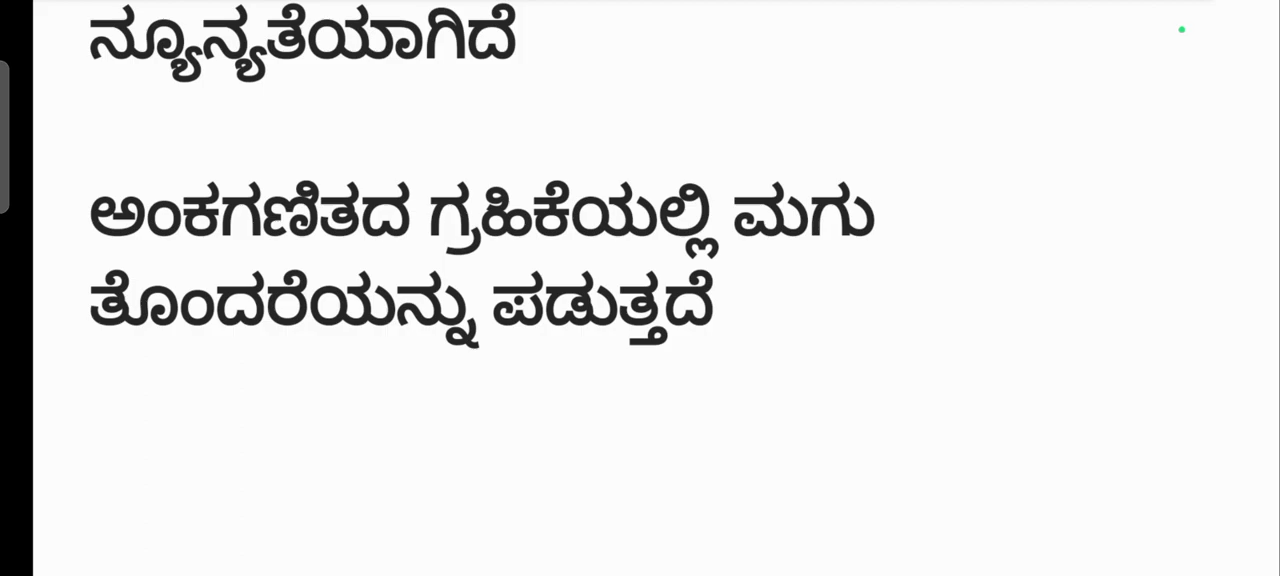 ನ್ಯೂನ್ಯತೆಯಾಗಿದೆ
ಅಂಕಗಣಿತದ ಗ್ರಹಿಕೆಯಲ್ಲಿ ಮಗು
ತೊಂದರೆಯನ್ನು ಪಡುತ್ತದೆ